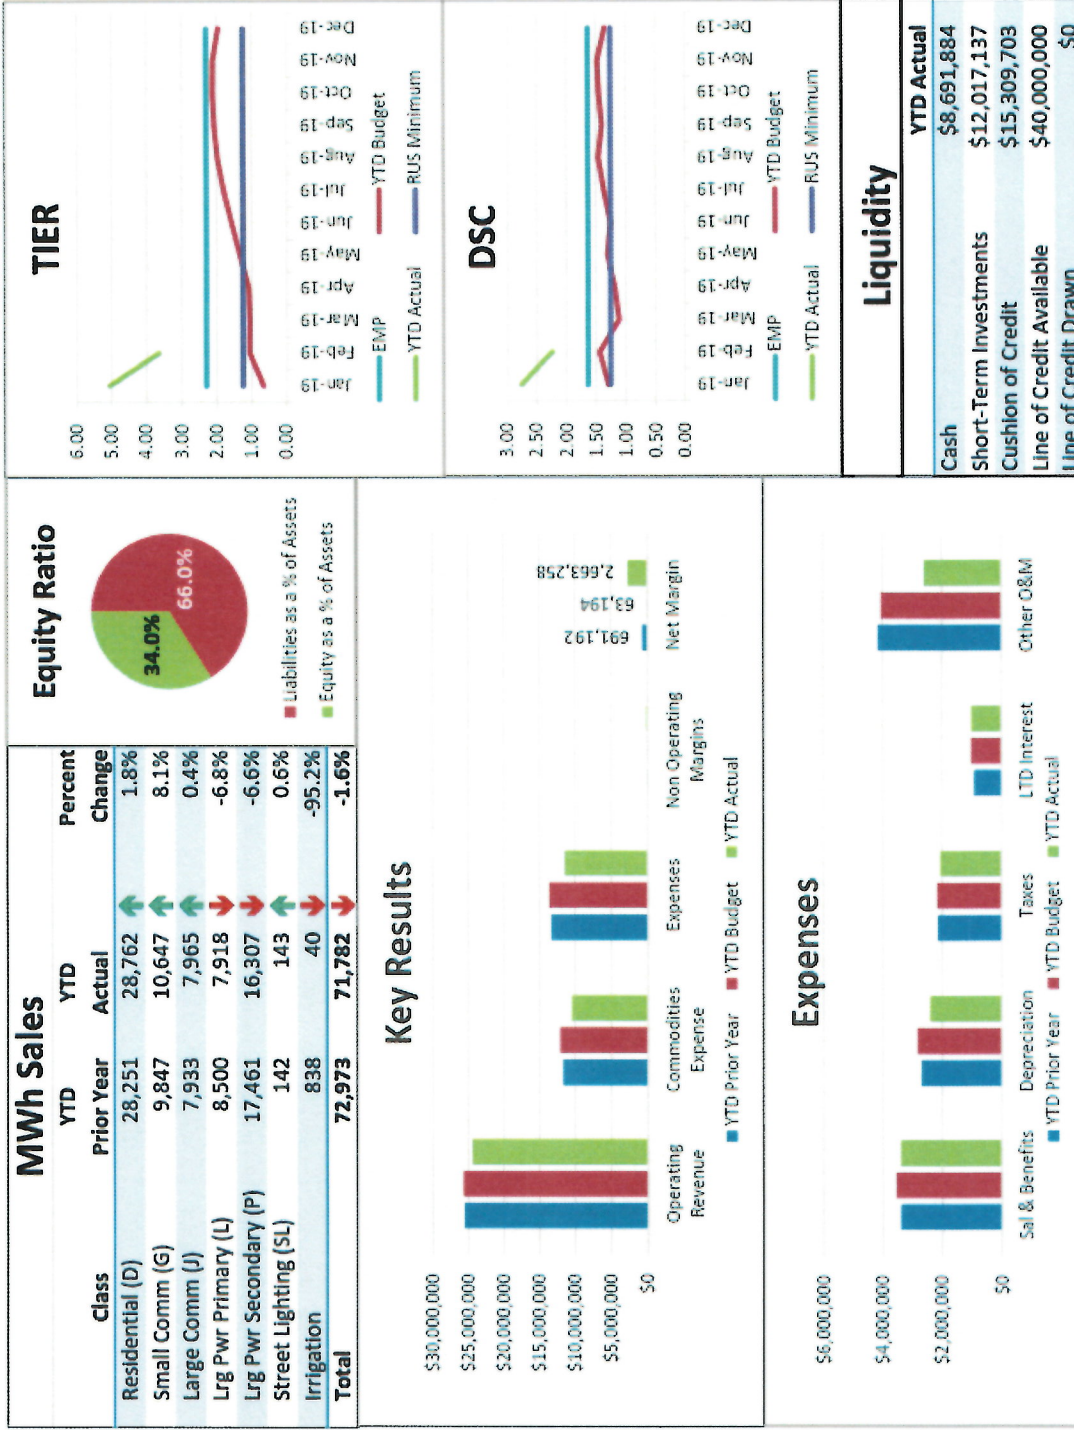 MWh Sales
YTD YTD Percent
Class Prior Year Actual Change
Residential (D) 28,251 28,762 1.8%
Small Comm (G) 9,847 10,647 8.1%
Large Comm (J) 7,933 7,965 0.4%
Lrg Pwr Primary (L) 8,500 7,918 -6.8%
Lrg Pwr Secondary (P) 17,461 16,307 -6.6%
Street Lighting (SL) 142 143 0.6%
Irrigation 838 40 -95.2%
Total 72,973 71,782 -1.6%
Equity Ratio
34.0%
66.0%
Liabilities as a % of Assets
Equity as a % of Assets
TIER
6.00
5.00
4.00
3.00
2.00
1.00
0.00
Jan-19 Feb-19 Mar-19 Apr-19 May-19 Jun-19 Jul-19 Aug-19 Sep-19 Oct-19 Nov-19 Dec-19
EMP YTD Budget
YTD Actual RUS Minimum
Key Results
$30,000,000
$25,000,000
$20,000,000
$15,000,000
$10,000,000
$5,000,000
$0
691,192 63,194 2,663,258
Operating Revenue Commodities Expense Expenses Non Operating Margins Net Margin
YTD Prior Year YTD Budget YTD Actual
DSC
3.00
2.50
2.00
1.50
1.00
0.50
0.00
Jan-19 Feb-19 Mar-19 Apr-19 May-19 Jun-19 Jul-19 Aug-19 Sep-19 Oct-19 Nov-19 Dec-19
EMP YTD Budget
YTD Actual RUS Minimum
Expenses
$6,000,000
$4,000,000
$2,000,000
$0
Sal & Benefits Depreciation Taxes LTD Interest Other O&M
YTD Prior Year YTD Budget YTD Actual
Liquidity
YTD Actual
Cash $8,691,884
Short-Term Investments $12,017,137
Cushion of Credit $15,309,703
Line of Credit Available $40,000,000
Line of Credit Drawn $0